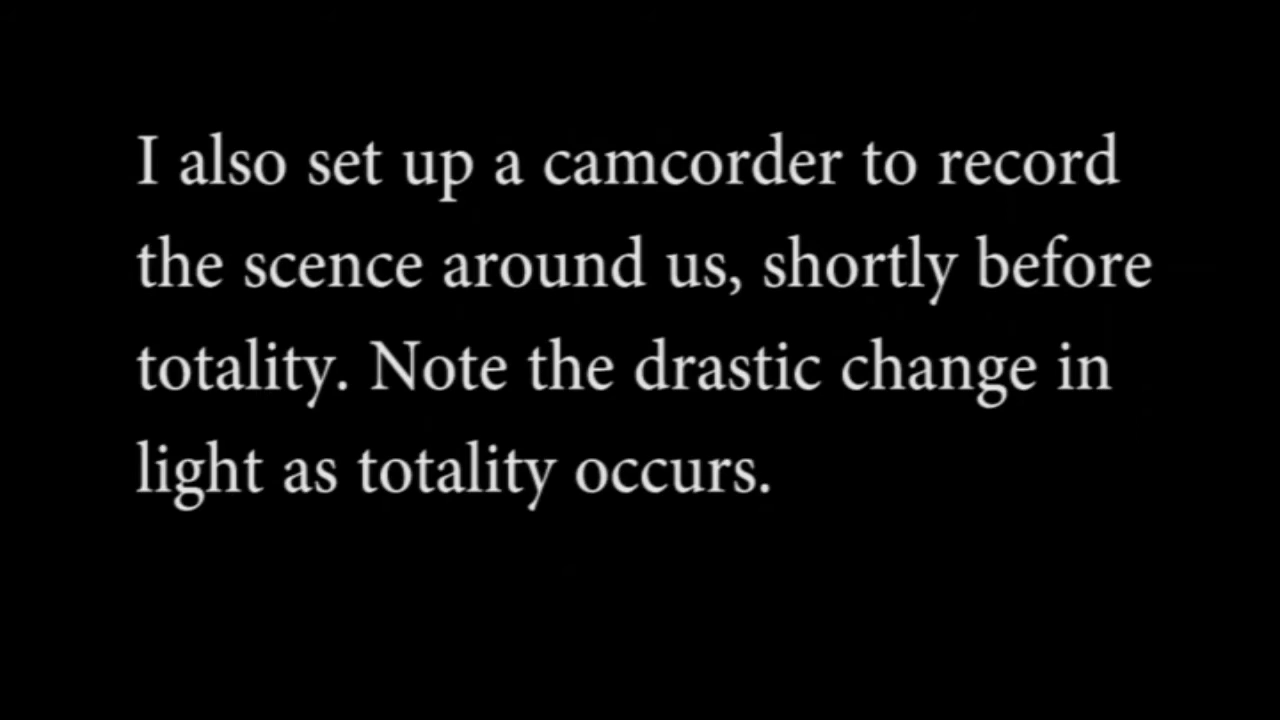 I also set up a camcorder to record
the scence around us, shortly before
totality. Note the drastic change in
light as totality occurs.